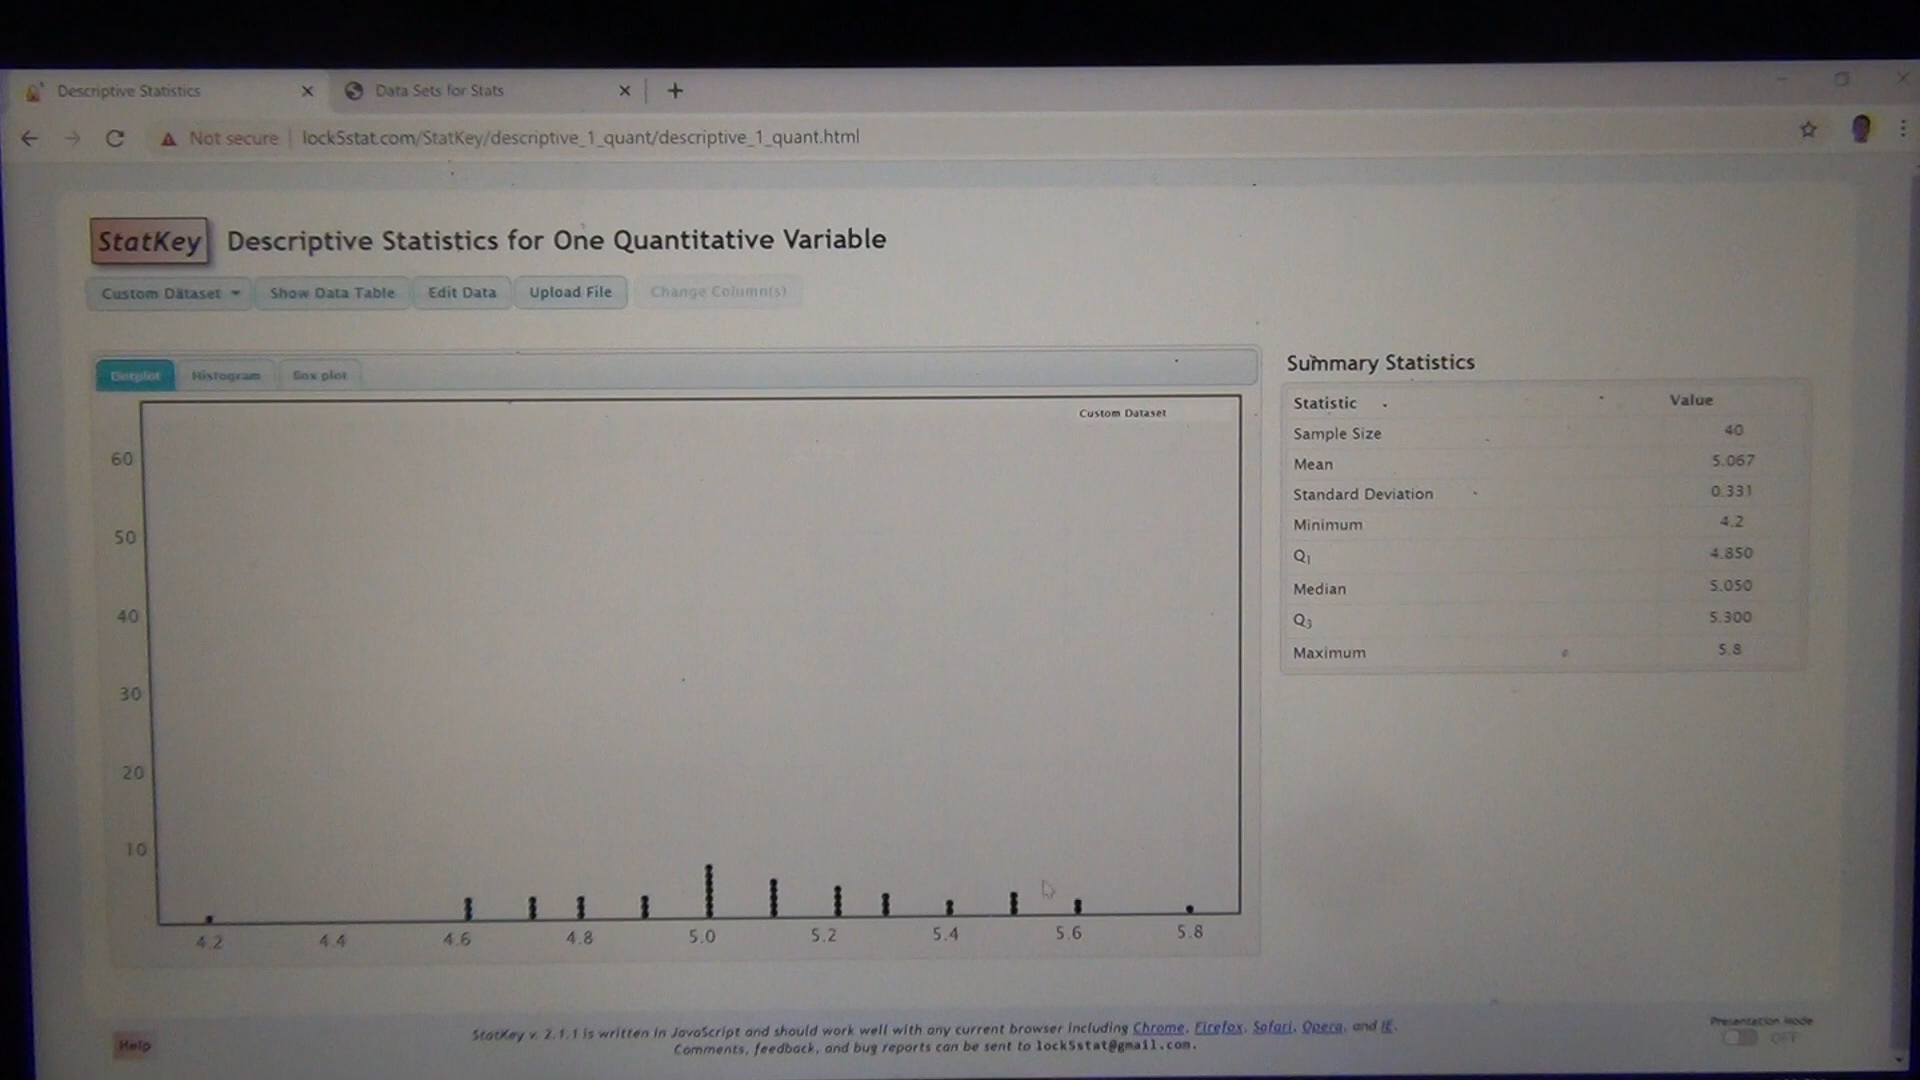 Descriptive Statistics
Data Sets for Stats
Not secure lock5stat.com/StatKey/descriptive_1_quant/descriptive_1_quant.html
StatKey Descriptive Statistics for One Quantitative Variable
Custom Dataset Show Data Table Edit Data Upload File Change Column(s)
Dotplot Histogram Box plot
Custom Dataset
60
50
40
30
20
10
4.2 4.4 4.6 4.8 5.0 5.2 5.4 5.6 5.8
Summary Statistics
Statistic Value
Sample Size 40
Mean 5.067
Standard Deviation 0.331
Minimum 4.2
Q1 4.850
Median 5.050
Q3 5.300
Maximum 5.8
Help
StatKey v. 2.1.1 is written in JavaScript and should work well with any current browser including Chrome, Firefox, Safari, Opera, and IE.
Comments, feedback, and bug reports can be sent to lock5stat@gmail.com.
Presentation Mode
OFF